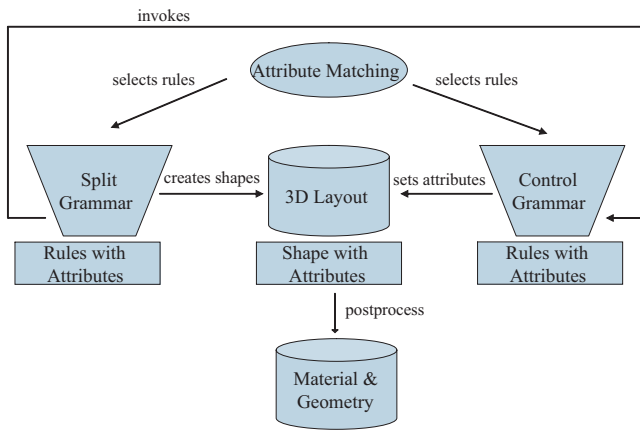 invokes
Attribute Matching
selects rules
selects rules
Split
Grammar
creates shapes
3D Layout
sets attributes
Control
Grammar
Rules with
Attributes
Shape with
Attributes
Rules with
Attributes
postprocess
Material &
Geometry